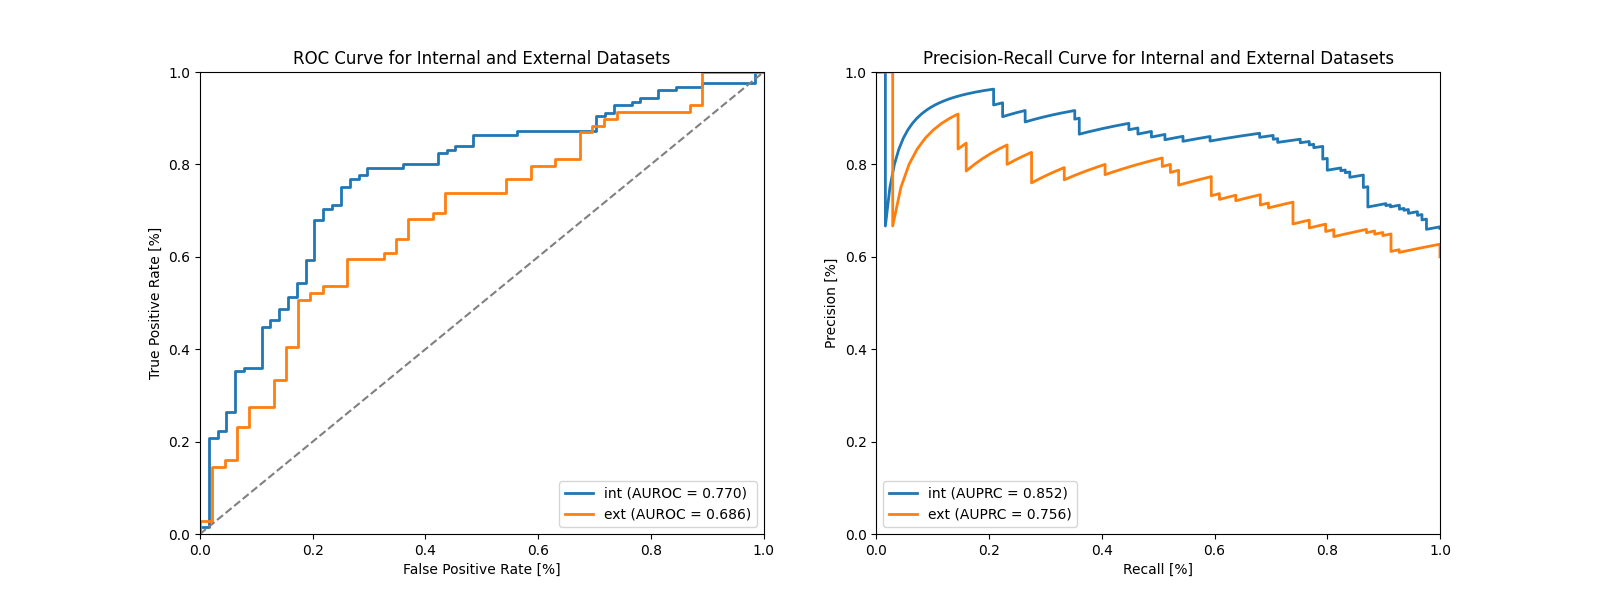 ROC Curve for Internal and External Datasets
1.0
0.8
0.6
0.4
0.2
0.0
True Positive Rate [%]
int (AUROC = 0.770)
ext (AUROC = 0.686)
0.0 0.2 0.4 0.6 0.8 1.0
False Positive Rate [%]
Precision-Recall Curve for Internal and External Datasets
1.0
0.8
0.6
0.4
0.2
0.0
Precision [%]
int (AUPRC = 0.852)
ext (AUPRC = 0.756)
0.0 0.2 0.4 0.6 0.8 1.0
Recall [%]